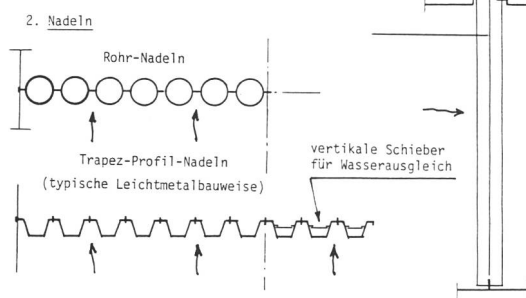 2. Nadeln
Rohr-Nadeln
Trapez-Profil-Nadeln
(typische Leichtmetalbauweise)
vertikale Schieber
für Wasserausgleich